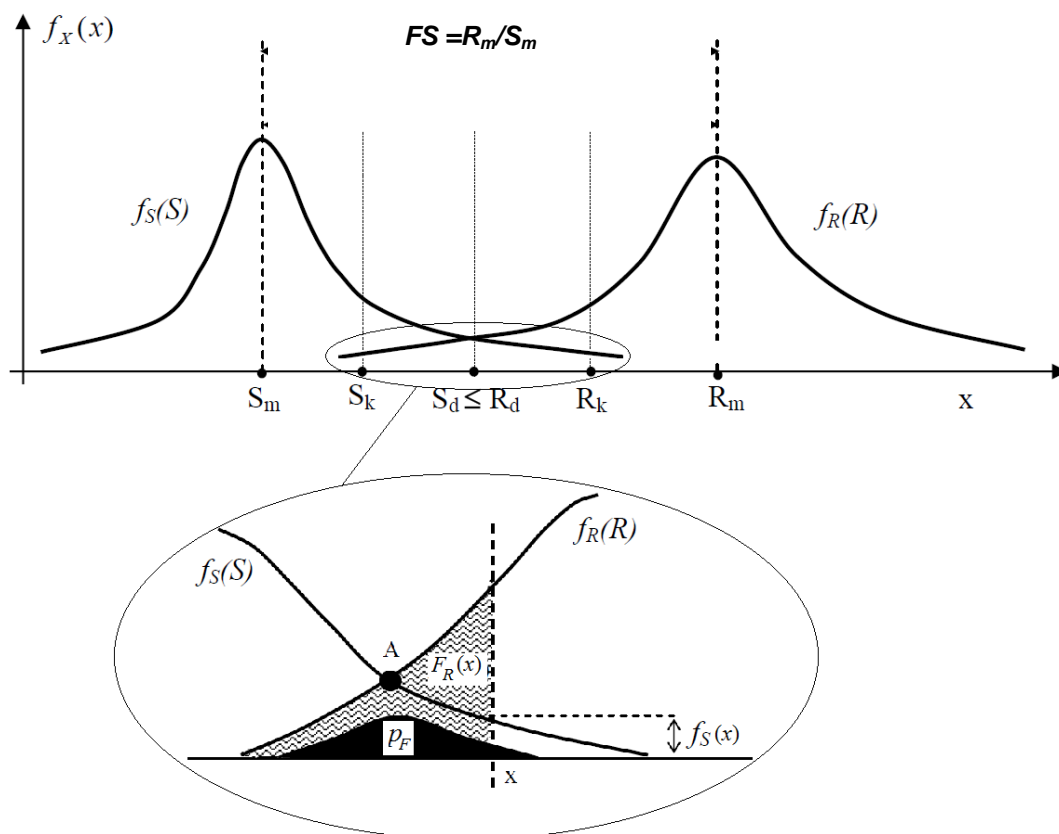 f_X(x)
FS =R_m/S_m
f_S(S)
f_R(R)
S_m
S_k
S_d ≤ R_d
R_k
R_m
x
f_R(R)
f_S(S)
A
F_R(x)
p_F
f_S(x)
x